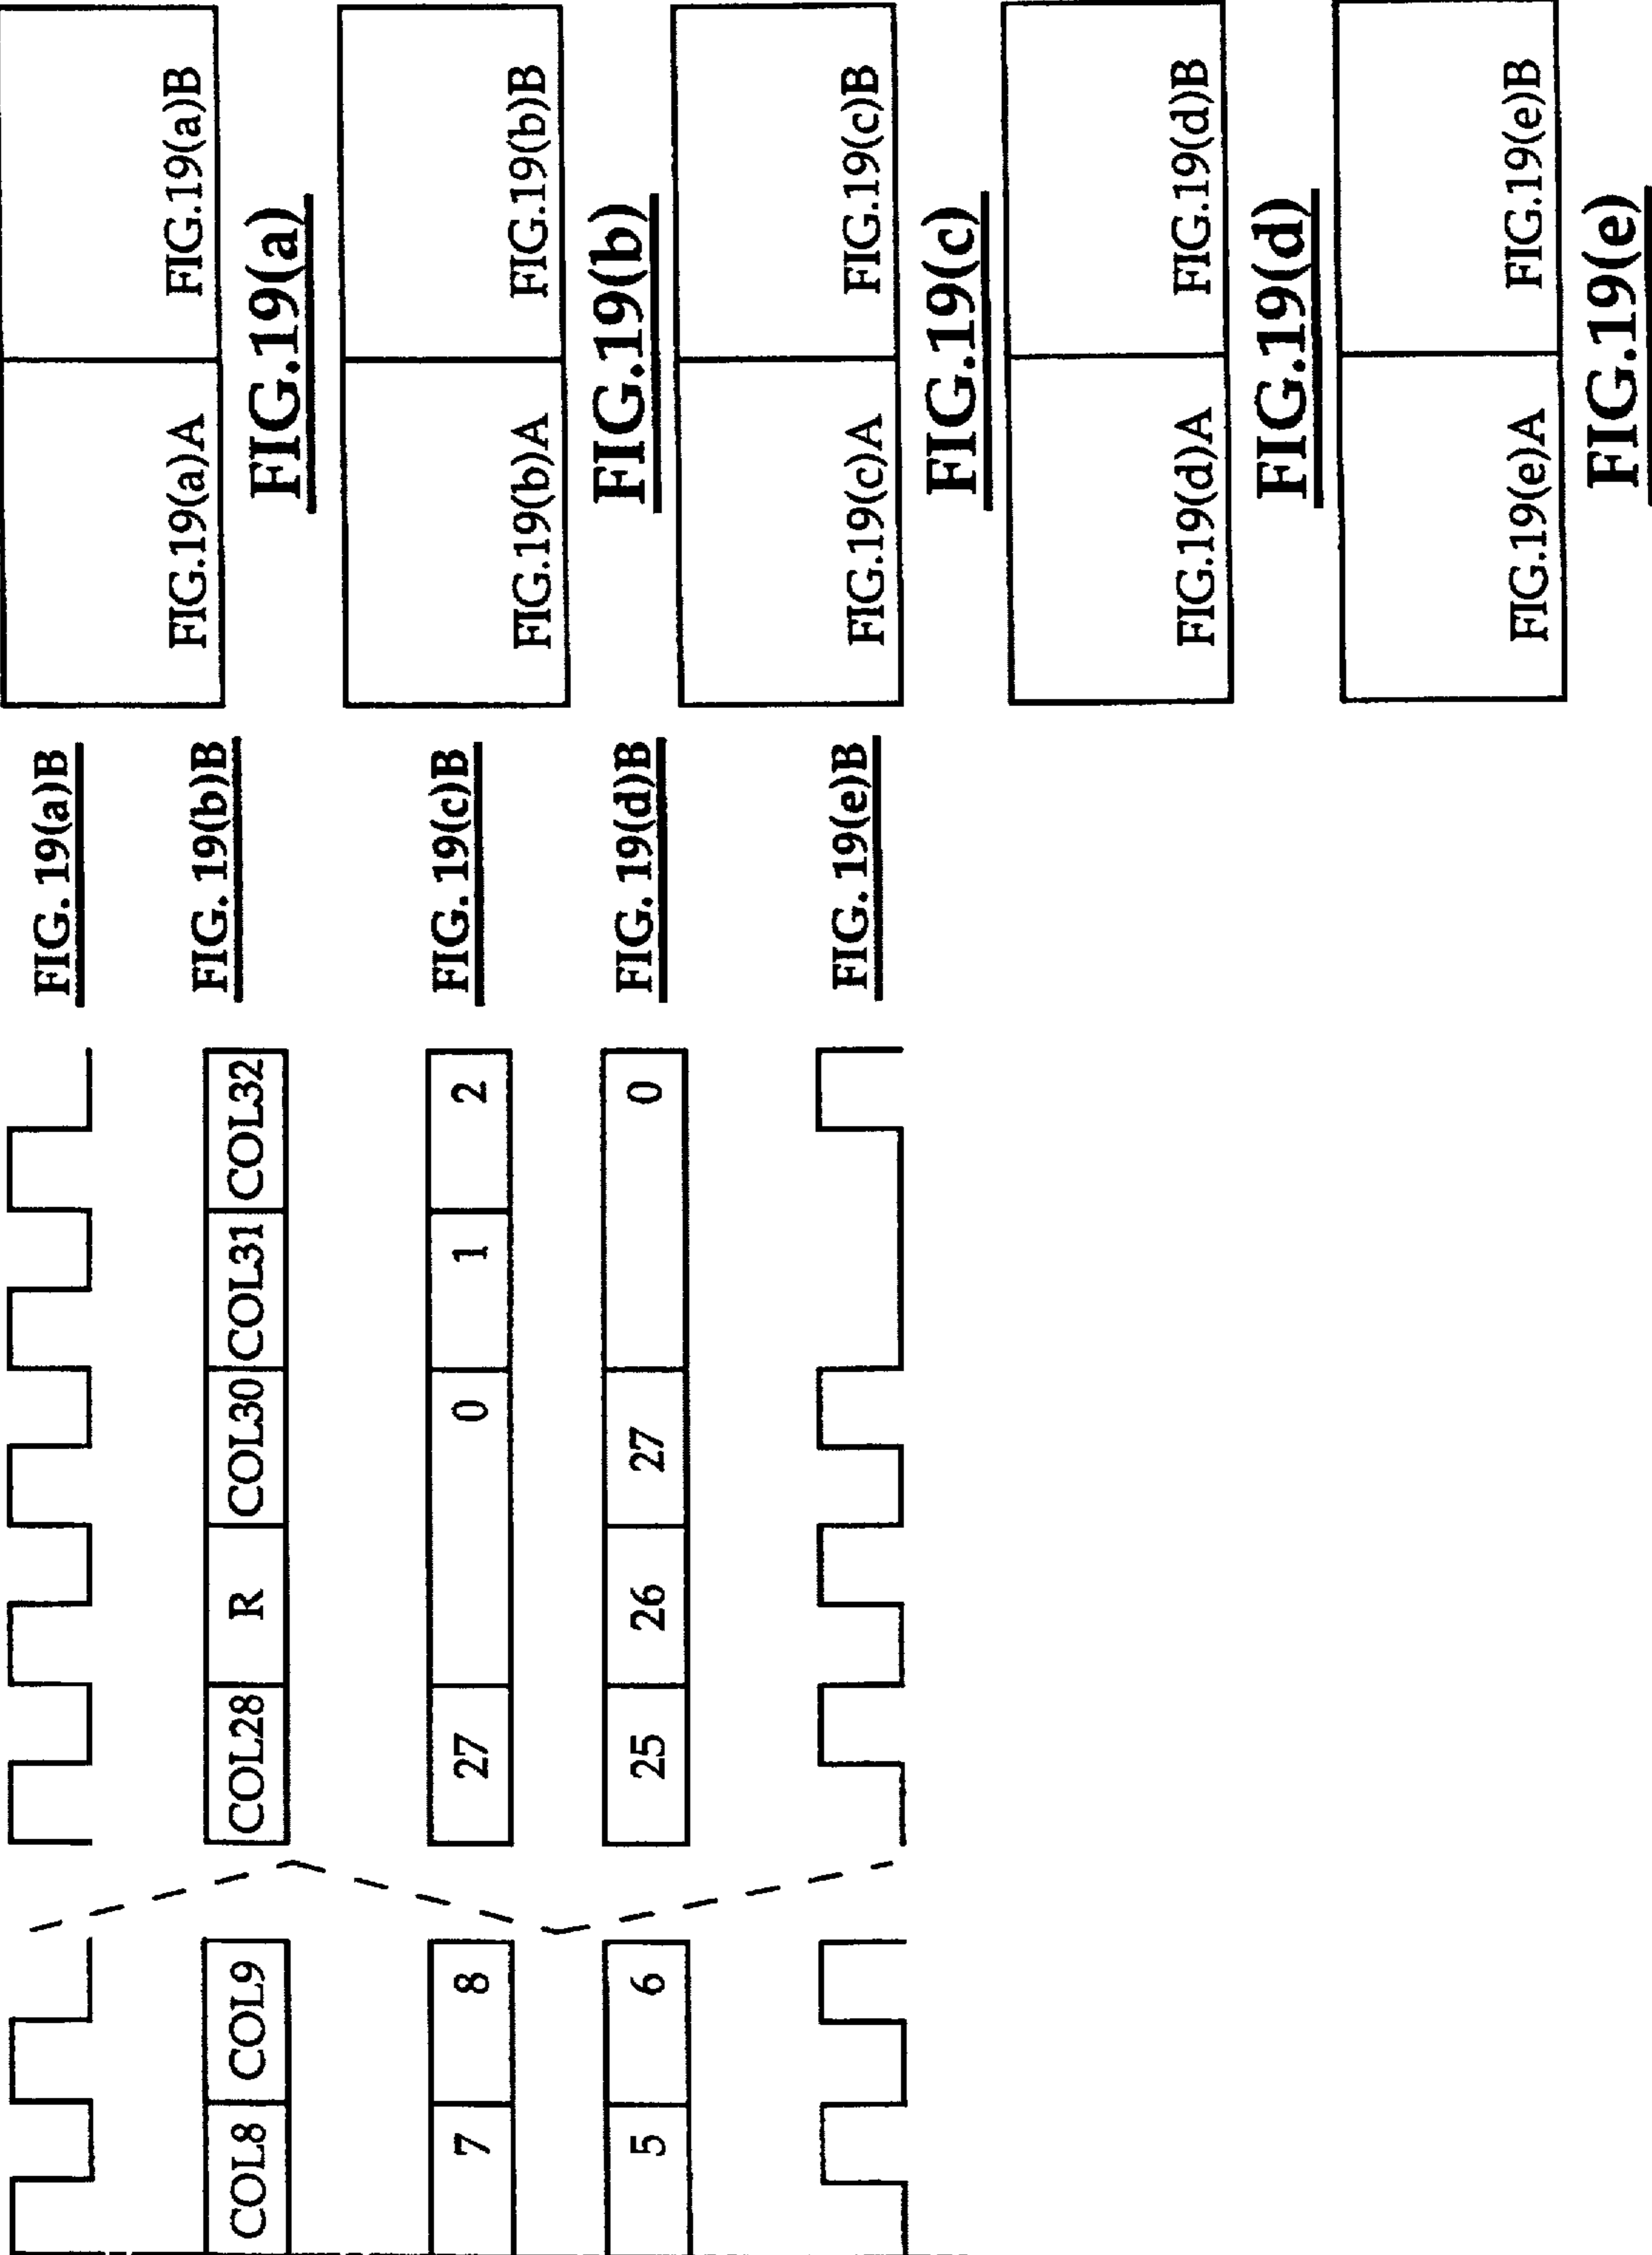 COL8 COL9 COL28 R COL30 COL31 COL32 FIG. 19(b)B
7 8 27 0 1 2 FIG. 19(c)B
5 6 25 26 27 0 FIG. 19(d)B
FIG. 19(a)B
FIG. 19(e)B
FIG.19(a)A FIG.19(a)B
FIG.19(a)
FIG.19(b)A FIG.19(b)B
FIG.19(b)
FIG.19(c)A FIG.19(c)B
FIG.19(c)
FIG.19(d)A FIG.19(d)B
FIG.19(d)
FIG.19(e)A FIG.19(e)B
FIG.19(e)